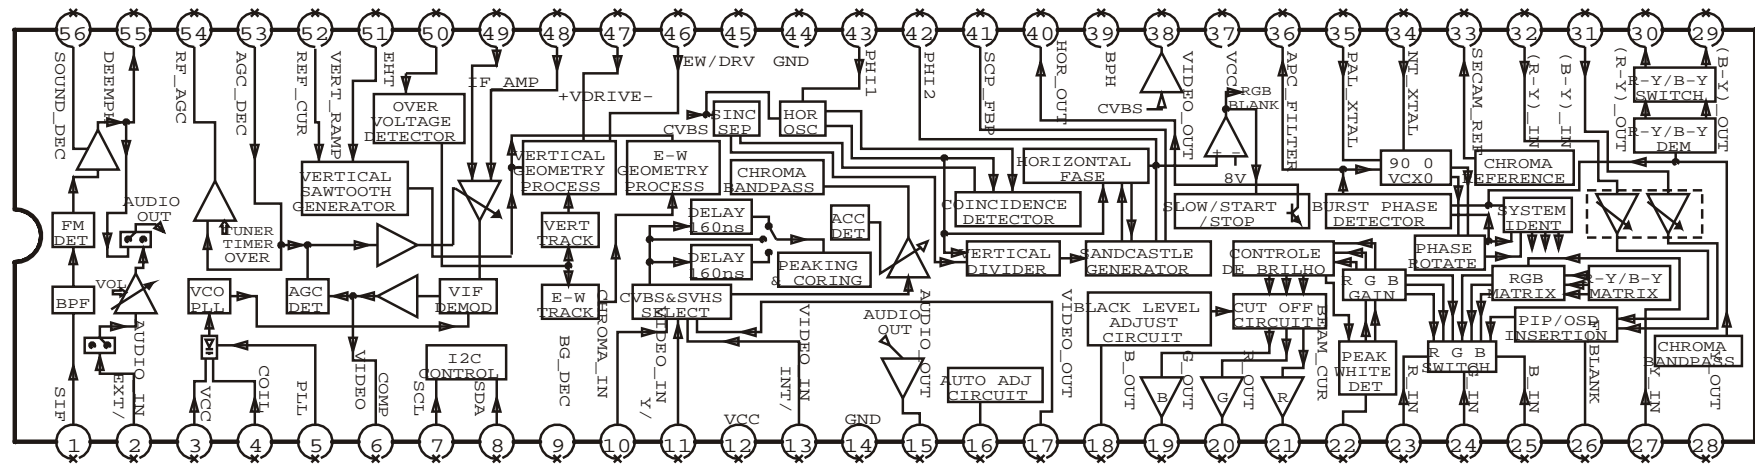 56 55 54 53 52 51 50 49 48 47 46 45 44 43 42 41 40 39 38 37 36 35 34 33 32 31 30 29
SOUND_DEC
DEEMPH
RF_AGC
AGC_DEC
REF_CUR
VERT_RAMP
EHT
IF_AMP
+VDRIVE-
EW/DRV
GND
PHI1
PHI2
SCP_FBP
HOR_OUT
BPH
VIDEO_OUT
VCC
APC_FILTER
PAL_XTAL
NT_XTAL
SECAM_REF
(R-Y)_IN
(B-Y)_IN
(R-Y)_OUT
(B-Y)_OUT
R-Y/B-Y
SWITCH
R-Y/B-Y
DEM
OVER
VOLTAGE
DETECTOR
CVBS
SINC
SEP
HOR
OSC
CVBS
RGB
BLANK
+ -
8V
VERTICAL
SAWTOOTH
GENERATOR
VERTICAL
GEOMETRY
PROCESS
E-W
GEOMETRY
PROCESS
CHROMA
BANDPASS
HORIZONTAL
FASE
90 0
VCX0
CHROMA
REFERENCE
AUDIO
OUT
FM
DET
TUNER
TIMER
OVER
VERT
TRACK
DELAY
160ns
DELAY
160ns
ACC
DET
COINCIDENCE
DETECTOR
SLOW/START
/STOP
BURST PHASE
DETECTOR
SYSTEM
IDENT
PHASE
ROTATE
BPF
VOL
VCO
PLL
AGC
DET
VIF
DEMOD
E-W
TRACK
CVBS&SVHS
SELECT
PEAKING
& CORING
VERTICAL
DIVIDER
SANDCASTLE
GENERATOR
CONTROLE
DE BRILHO
R G B
GAIN
RGB
MATRIX
R-Y/B-Y
MATRIX
BLACK LEVEL
ADJUST
CIRCUIT
CUT OFF
CIRCUIT
PIP/OSD
INSERTION
I2C
CONTROL
AUDIO
OUT
AUTO ADJ
CIRCUIT
PEAK
WHITE
DET
R G B
SWITCH
CHROMA
BANDPASS
B
G
R
SIF
EXT/
AUDIO_IN
VCC
COIL
PLL
VIDEO
COMP
SCL
SDA
BG_DEC
CHROMA_IN
Y/
VIDEO_IN
VCC
INT/
VIDEO_IN
GND
AUDIO_OUT
VIDEO_OUT
B_OUT
G_OUT
R_OUT
BEAM_CUR
R_IN
G_IN
B_IN
BLANK
Y_IN
Y_OUT
1 2 3 4 5 6 7 8 9 10 11 12 13 14 15 16 17 18 19 20 21 22 23 24 25 26 27 28